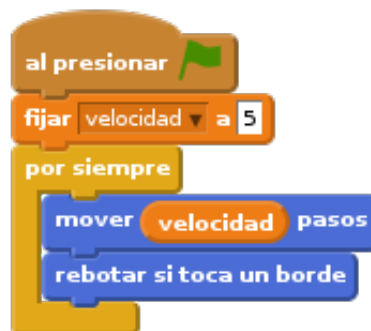 al presionar
fijar velocidad a 5
por siempre
mover velocidad pasos
rebotar si toca un borde